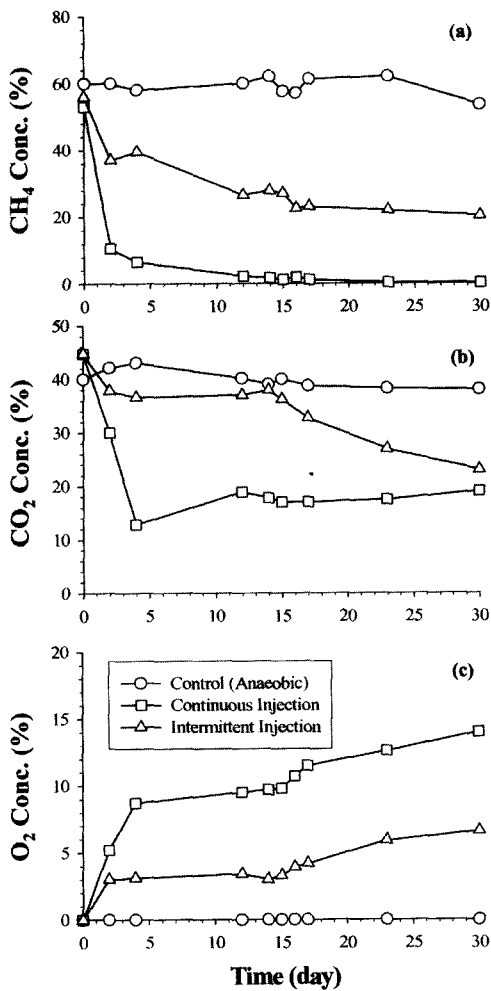 (a)
80
60
40
20
0
CH4 Conc. (%)
0 5 10 15 20 25 30
(b)
50
40
30
20
10
0
CO2 Conc. (%)
0 5 10 15 20 25 30
(c)
20
15
10
5
0
O2 Conc. (%)
Control (Anaeobic)
Continuous Injection
Intermittent Injection
0 5 10 15 20 25 30
Time (day)